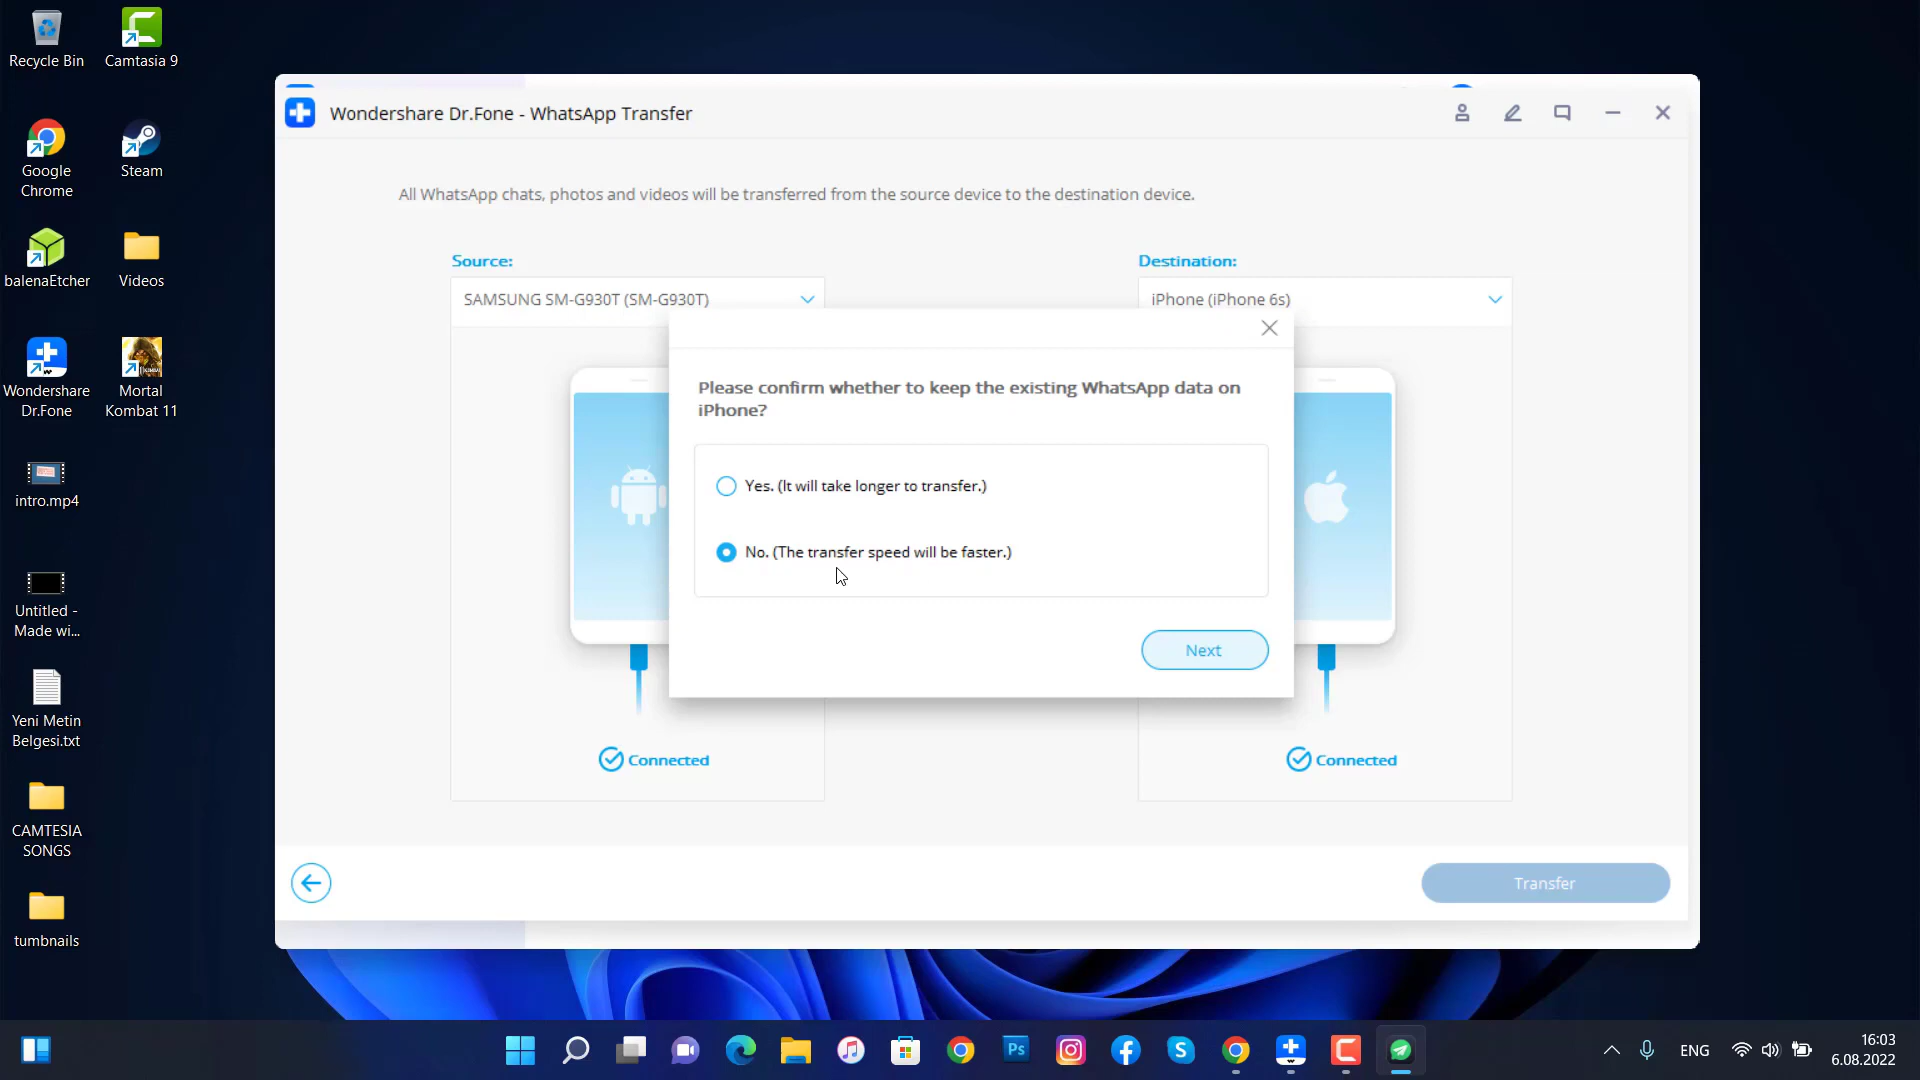 Recycle Bin
Camtasia 9
Google
Chrome
Steam
balenaEtcher
Videos
Wondershare
Dr.Fone
Mortal
Kombat 11
intro.mp4
Untitled -
Made wi...
Yeni Metin
Belgesi.txt
CAMTESIA
SONGS
tumbnails
Wondershare Dr.Fone - WhatsApp Transfer
All WhatsApp chats, photos and videos will be transferred from the source device to the destination device.
Source:
Destination:
SAMSUNG SM-G930T (SM-G930T)
iPhone (iPhone 6s)
Please confirm whether to keep the existing WhatsApp data on
iPhone?
Yes. (It will take longer to transfer.)
No. (The transfer speed will be faster.)
Next
Connected
Connected
Transfer
Ps
ENG
16:03
6.08.2022